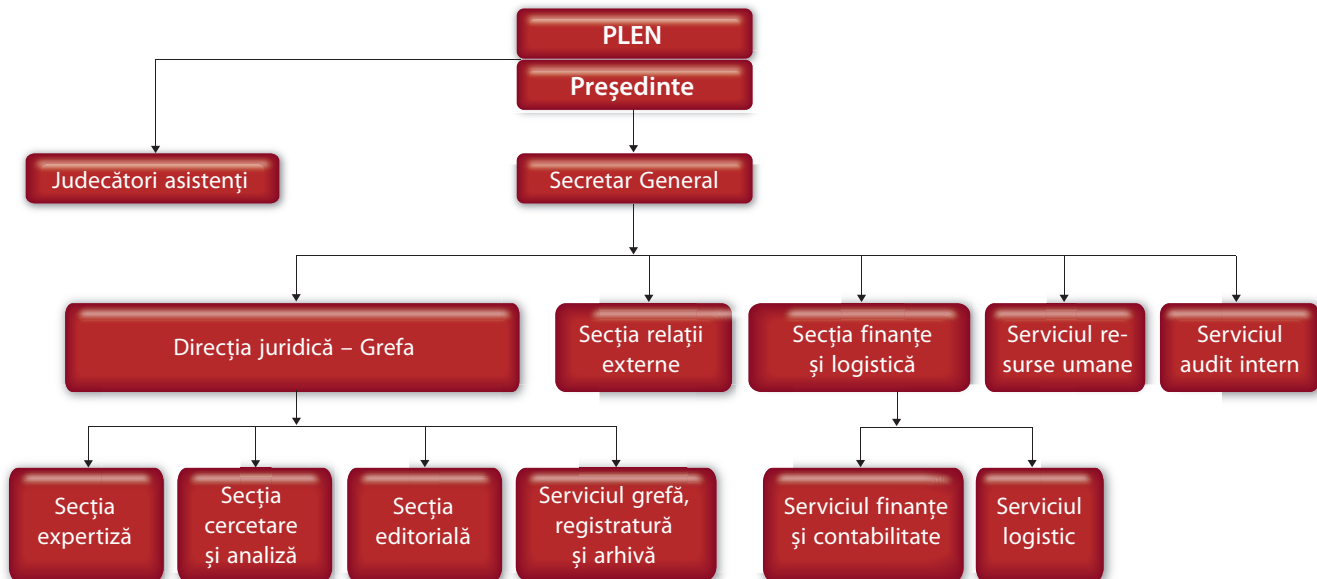 PLEN
Președinte
Judecători asistenți
Secretar General
Direcția juridică – Grefa
Secția relații
externe
Secția finanțe
și logistică
Serviciul re-
surse umane
Serviciul
audit intern
Secția
expertiză
Secția
cercetare
și analiză
Secția
editorială
Serviciul grefă,
registratură
și arhivă
Serviciul finanțe
și contabilitate
Serviciul
logistic